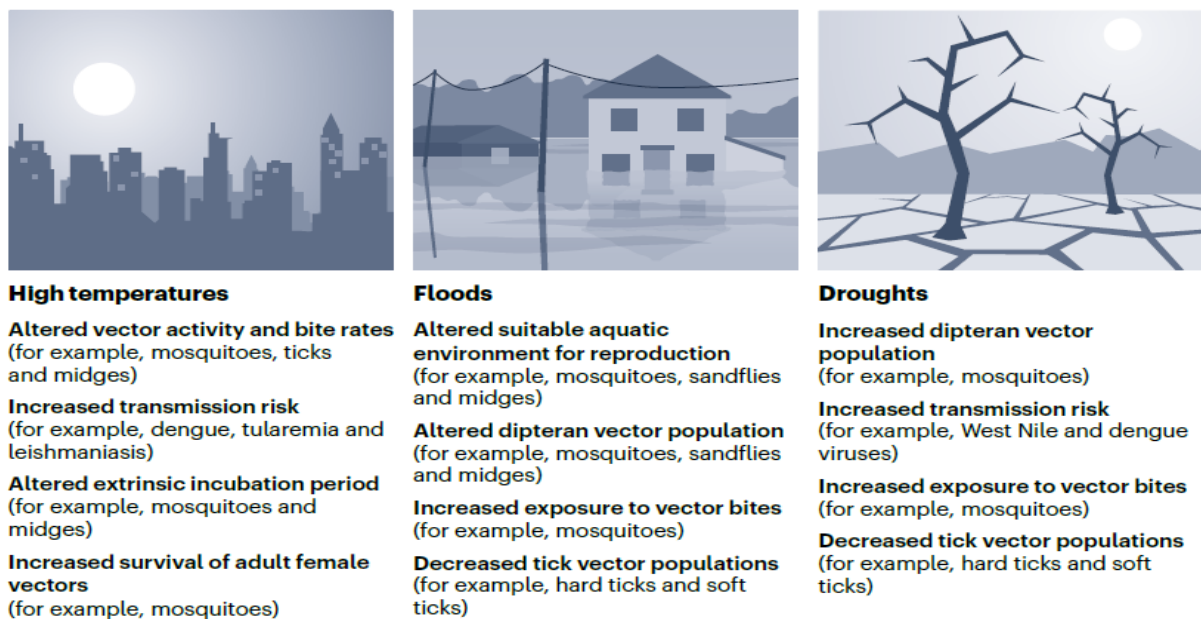 High temperatures
Altered vector activity and bite rates
(for example, mosquitoes, ticks
and midges)
Increased transmission risk
(for example, dengue, tularemia and
leishmaniasis)
Altered extrinsic incubation period
(for example, mosquitoes and
midges)
Increased survival of adult female
vectors
(for example, mosquitoes)
Floods
Altered suitable aquatic
environment for reproduction
(for example, mosquitoes, sandflies
and midges)
Altered dipteran vector population
(for example, mosquitoes, sandflies
and midges)
Increased exposure to vector bites
(for example, mosquitoes)
Decreased tick vector populations
(for example, hard ticks and soft
ticks)
Droughts
Increased dipteran vector
population
(for example, mosquitoes)
Increased transmission risk
(for example, West Nile and dengue
viruses)
Increased exposure to vector bites
(for example, mosquitoes)
Decreased tick vector populations
(for example, hard ticks and soft
ticks)